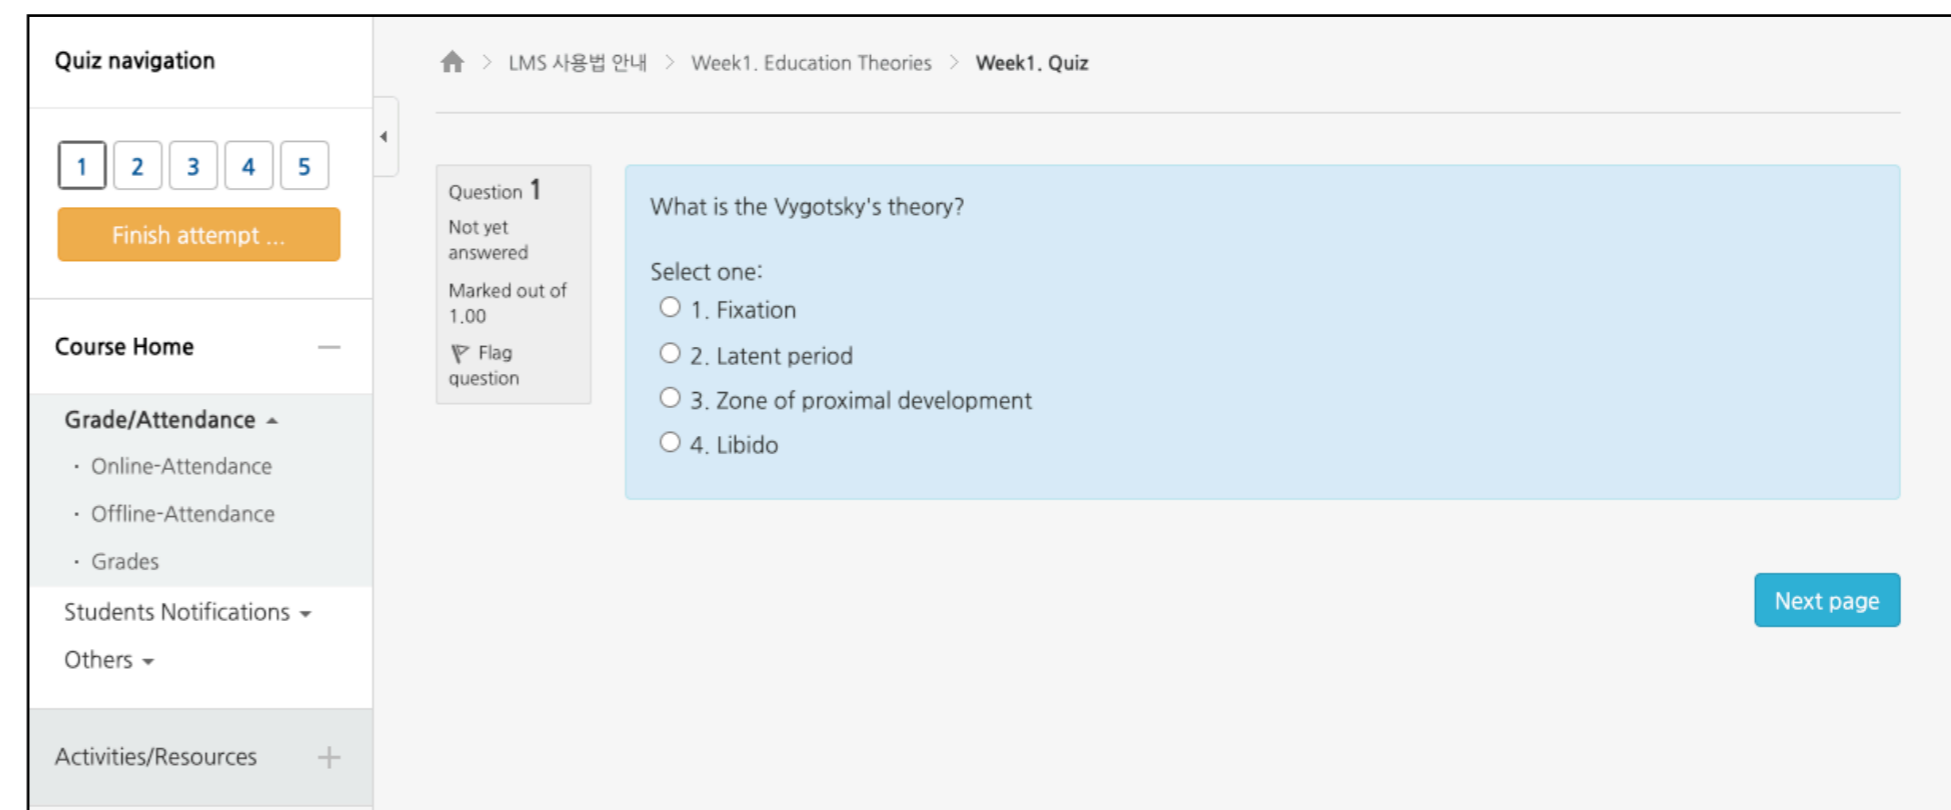 Quiz navigation
1 2 3 4 5
Finish attempt ...
Course Home
Grade/Attendance
· Online-Attendance
· Offline-Attendance
· Grades
Students Notifications
Others
Activities/Resources
LMS 사용법 안내 > Week1. Education Theories > Week1. Quiz
Question 1
Not yet
answered
Marked out of
1.00
Flag
question
What is the Vygotsky's theory?
Select one:
1. Fixation
2. Latent period
3. Zone of proximal development
4. Libido
Next page